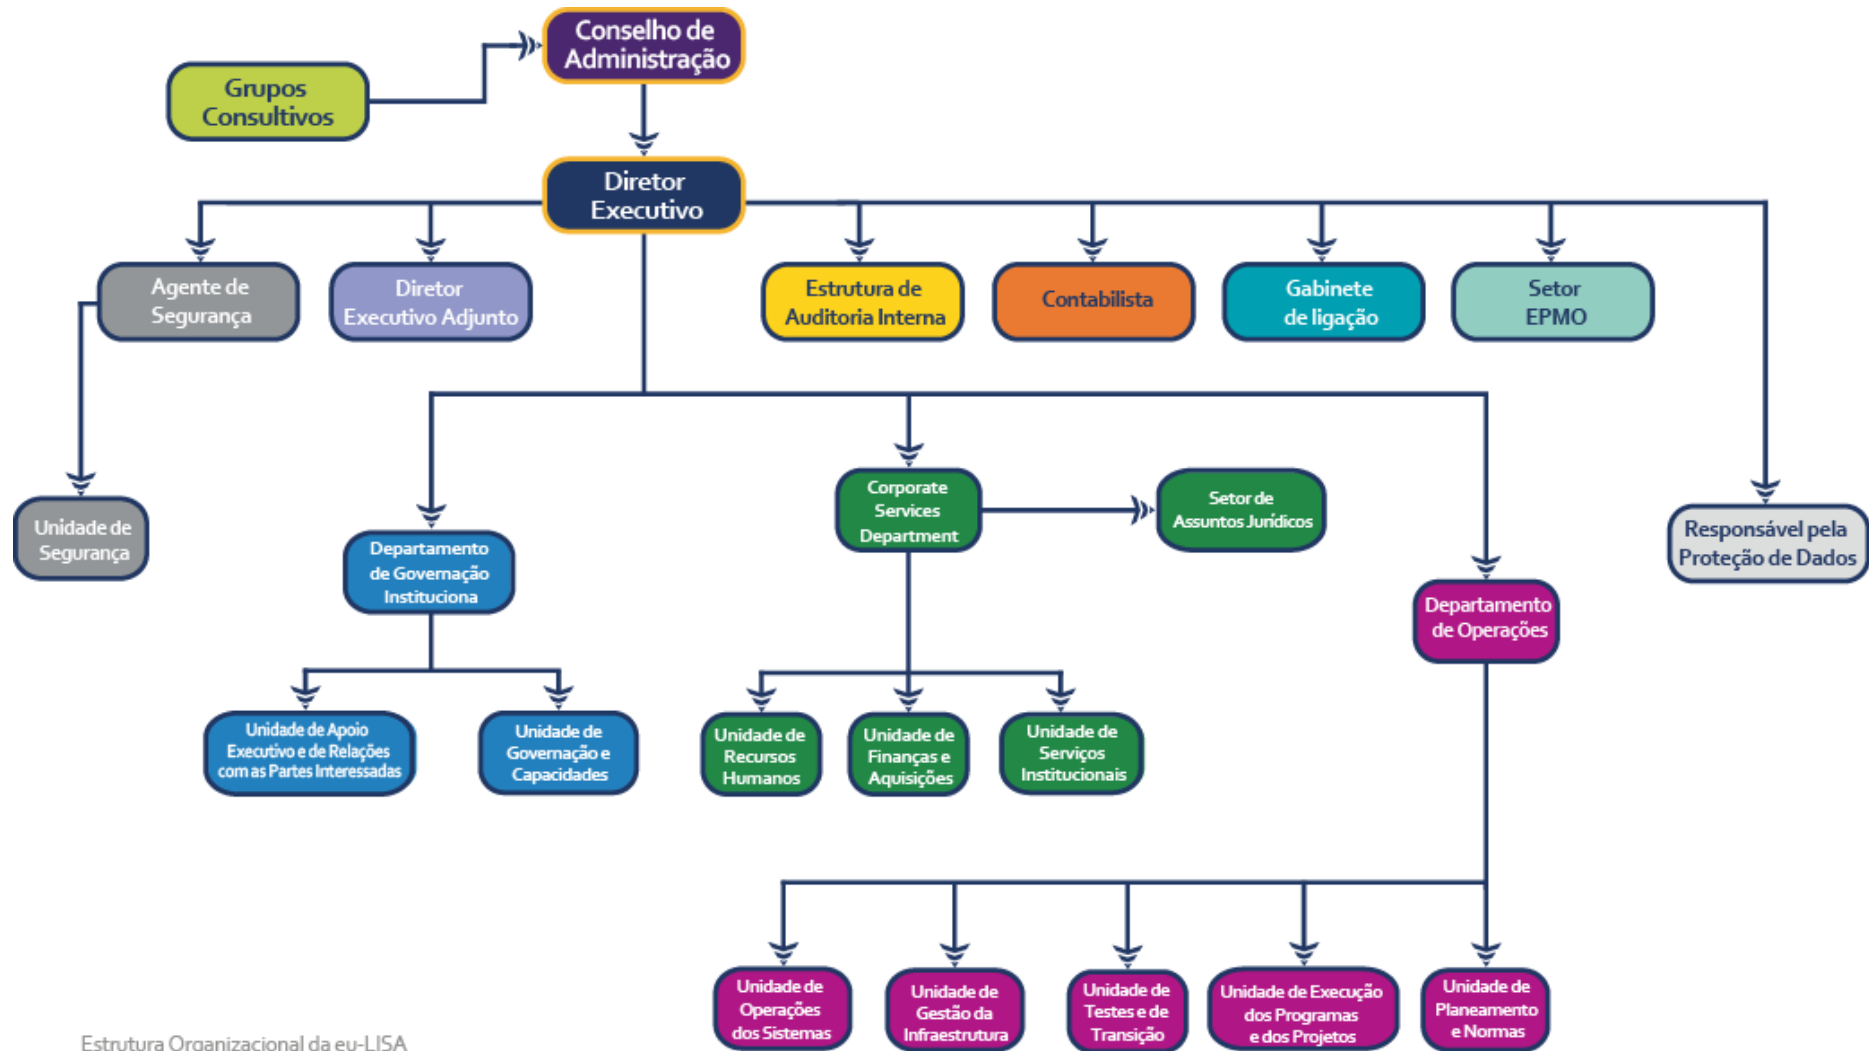 Conselho de
Administração
Grupos
Consultivos
Diretor
Executivo
Agente de
Segurança
Diretor
Executivo Adjunto
Estrutura de
Auditoria Interna
Contabilista
Gabinete
de ligação
Setor
EPMO
Corporate
Services
Department
Setor de
Assuntos Jurídicos
Unidade de
Segurança
Departamento
de Governação
Instituciona
Responsável pela
Proteção de Dados
Departamento
de Operações
Unidade de Apoio
Executivo e de Relações
com as Partes Interessadas
Unidade de
Governação e
Capacidades
Unidade de
Recursos
Humanos
Unidade de
Finanças e
Aquisições
Unidade de
Serviços
Institucionais
Unidade de
Operações
dos Sistemas
Unidade de
Gestão da
Infraestrutura
Unidade de
Testes e de
Transição
Unidade de Execução
dos Programas
e dos Projetos
Unidade de
Planeamento
e Normas
Estrutura Organizacional da eu-LISA